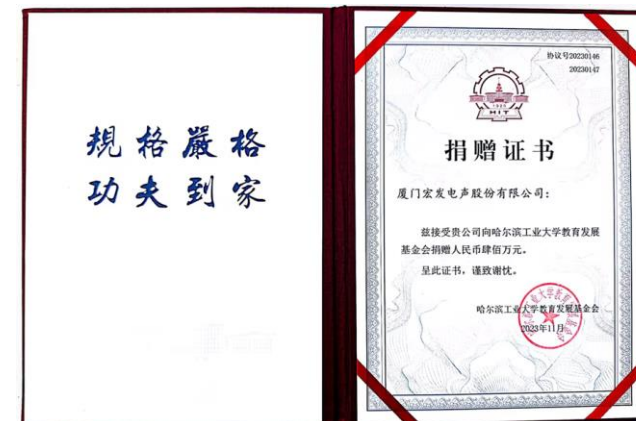 規格嚴格
功夫到家
协议号20230146
20230147
1920
HIT
捐赠证书
厦门宏发电声股份有限公司：
兹接受贵公司向哈尔滨工业大学教育发展
基金会捐赠人民币肆佰万元。
呈此证书，谨致谢忱。
哈尔滨工业大学教育发展基金会
2023年11月